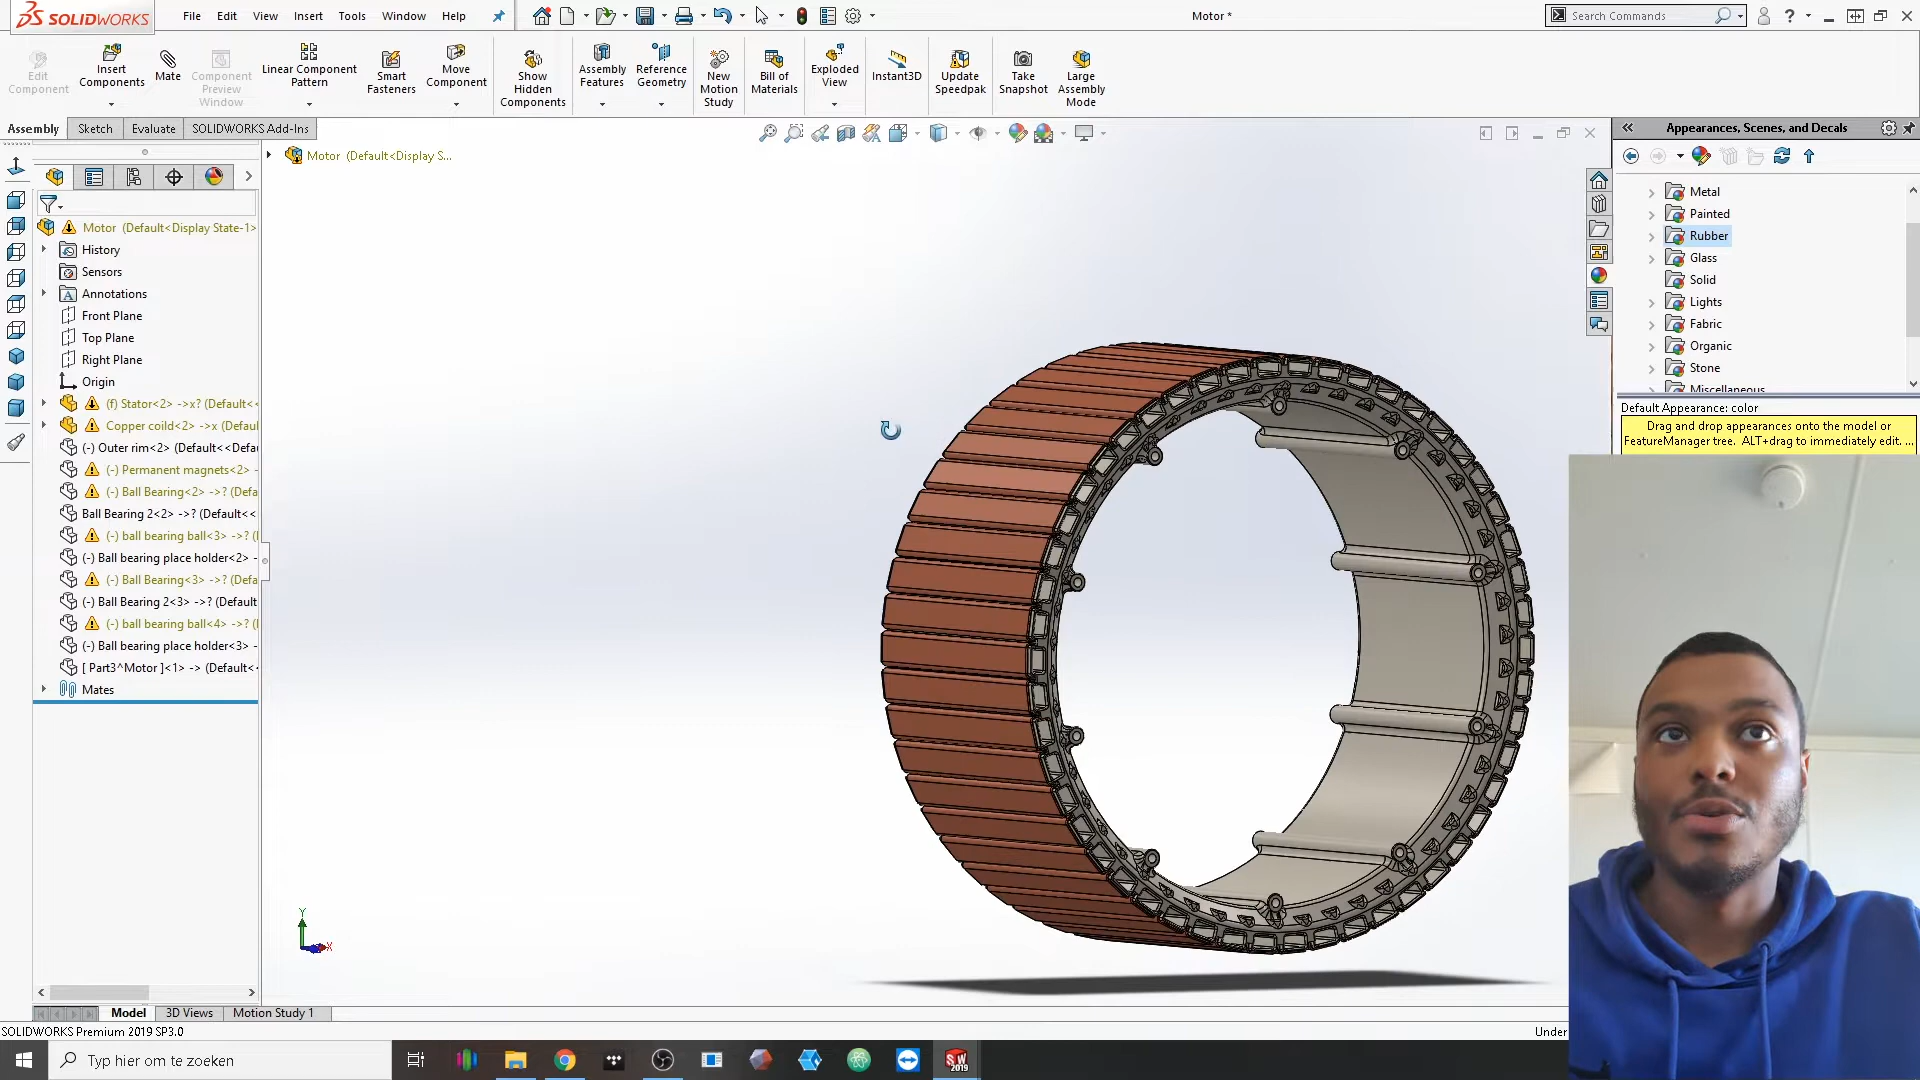 SOLIDWORKS
File Edit View Insert Tools Window Help
Motor *
Search Commands
Edit Component
Insert Components
Mate
Component Preview Window
Linear Component Pattern
Smart Fasteners
Move Component
Show Hidden Components
Assembly Features
Reference Geometry
New Motion Study
Bill of Materials
Exploded View
Instant3D
Update Speedpak
Take Snapshot
Large Assembly Mode
Assembly Sketch Evaluate SOLIDWORKS Add-Ins
Motor (Default<Display S...
Motor (Default<Display State-1>
History
Sensors
Annotations
Front Plane
Top Plane
Right Plane
Origin
(f) Stator<2> ->x? (Default<<
Copper coild<2> ->x (Defaul
(-) Outer rim<2> (Default<<Defau
(-) Permanent magnets<2> -
(-) Ball Bearing<2> ->? (Defa
Ball Bearing 2<2> ->? (Default<<
(-) ball bearing ball<3> ->? (
(-) Ball bearing place holder<2> -
(-) Ball Bearing<3> ->? (Defa
(-) Ball Bearing 2<3> ->? (Default
(-) ball bearing ball<4> ->? (
(-) Ball bearing place holder<3> -
[ Part3^Motor ]<1> -> (Default<<
Mates
Y
X
Appearances, Scenes, and Decals
Metal
Painted
Rubber
Glass
Solid
Lights
Fabric
Organic
Stone
Miscellaneous
Default Appearance: color
Drag and drop appearances onto the model or
FeatureManager tree. ALT+drag to immediately edit. ...
Model 3D Views Motion Study 1
SOLIDWORKS Premium 2019 SP3.0
Under
Typ hier om te zoeken
SW
2019